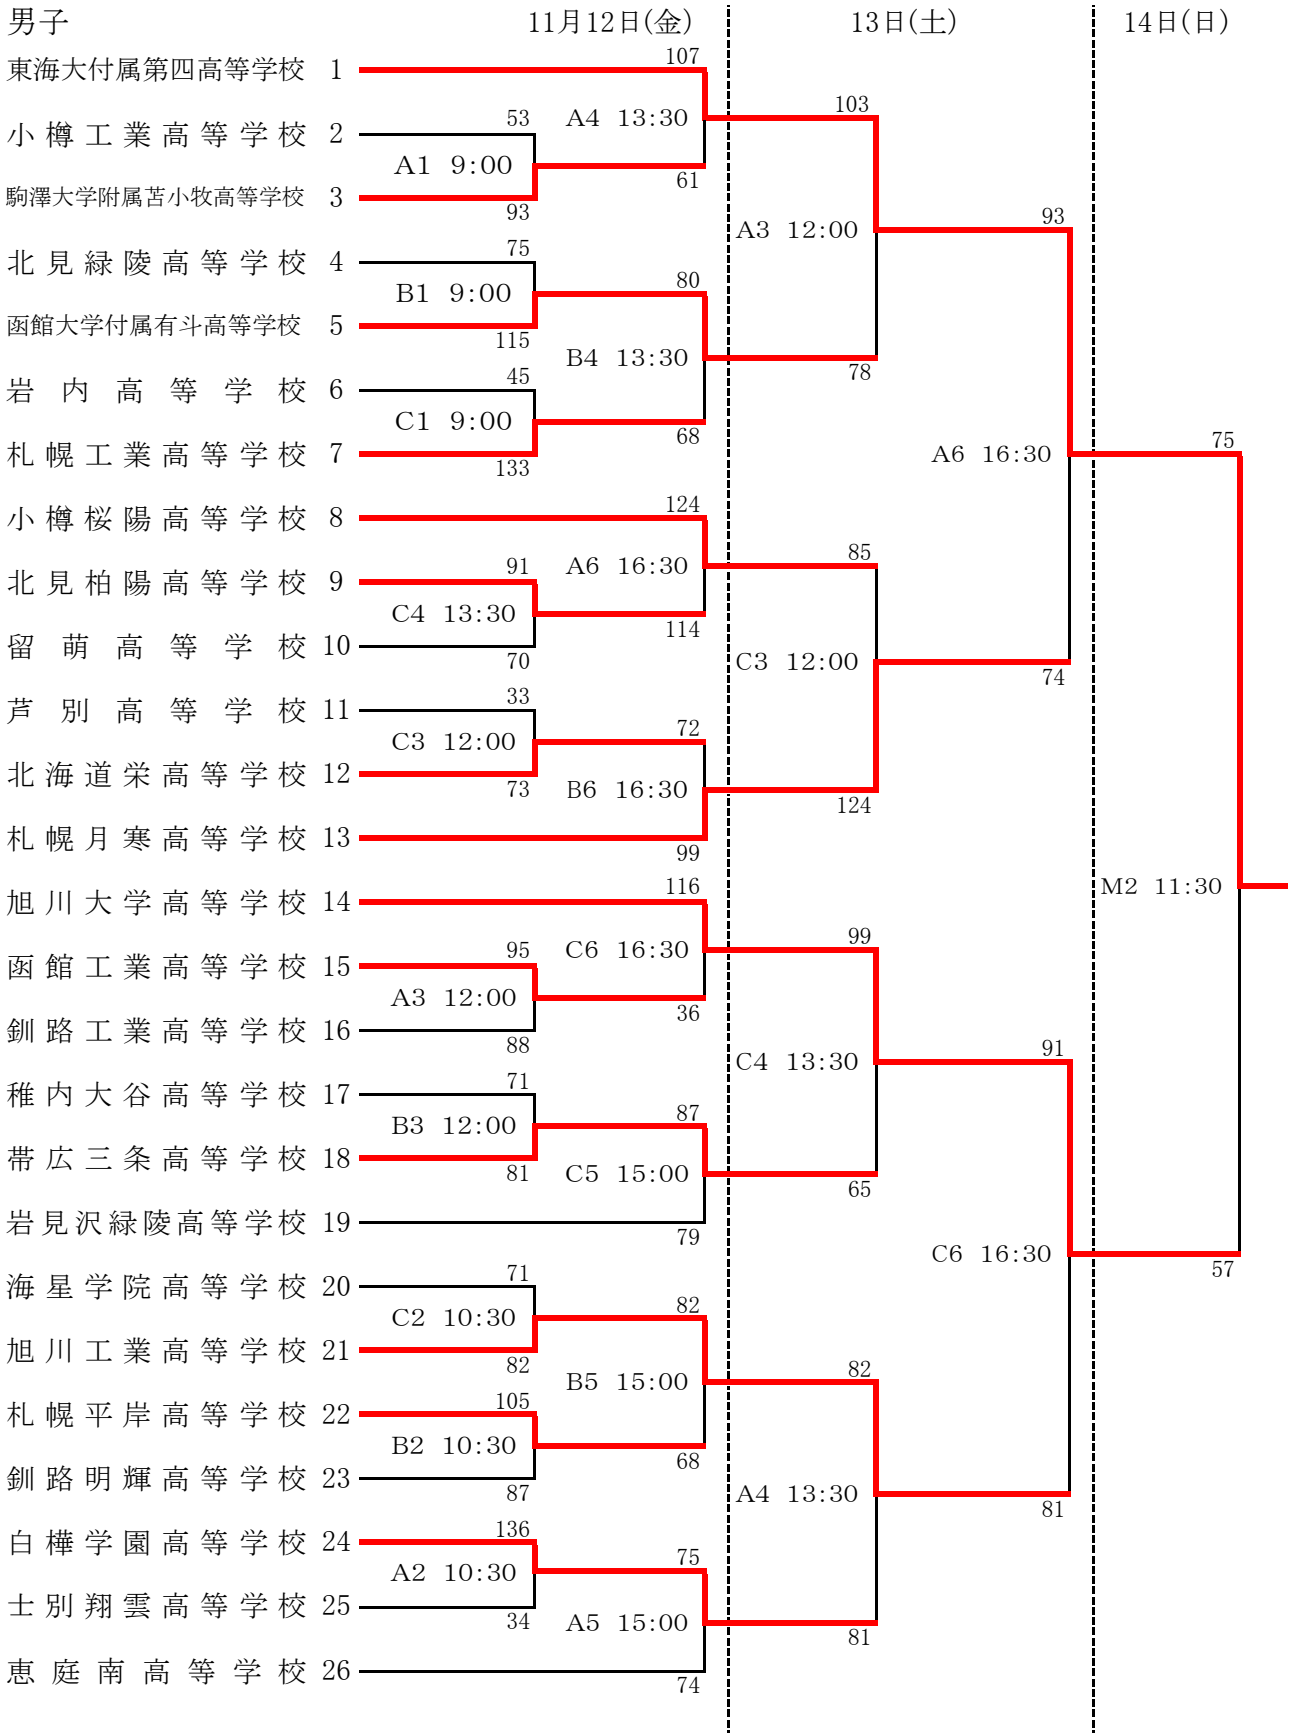 男子 11月12日(金) 13日(土) 14日(日)
107
東海大付属第四高等学校 1
103
53
A4 13:30
小樽工業高等学校 2
A1 9:00
61
駒澤大学附属苫小牧高等学校 3
93
93
A3 12:00
75
北見緑陵高等学校 4
80
B1 9:00
函館大学付属有斗高等学校 5
115
B4 13:30
78
45
岩内高等学校 6
C1 9:00
68
75
札幌工業高等学校 7
A6 16:30
133
124
小樽桜陽高等学校 8
85
91
A6 16:30
北見柏陽高等学校 9
C4 13:30
114
留萌高等学校 10
70
C3 12:00
74
33
芦別高等学校 11
72
C3 12:00
北海道栄高等学校 12
73
B6 16:30
124
札幌月寒高等学校 13
99
116
M2 11:30
旭川大学高等学校 14
99
95
C6 16:30
函館工業高等学校 15
A3 12:00
36
釧路工業高等学校 16
88
91
C4 13:30
71
稚内大谷高等学校 17
87
B3 12:00
帯広三条高等学校 18
81
C5 15:00
65
岩見沢緑陵高等学校 19
79
C6 16:30
71
57
海星学院高等学校 20
82
C2 10:30
旭川工業高等学校 21
82
82
B5 15:00
105
札幌平岸高等学校 22
B2 10:30
68
釧路明輝高等学校 23
87
A4 13:30
81
136
白樺学園高等学校 24
75
A2 10:30
士別翔雲高等学校 25
34
A5 15:00
81
恵庭南高等学校 26
74